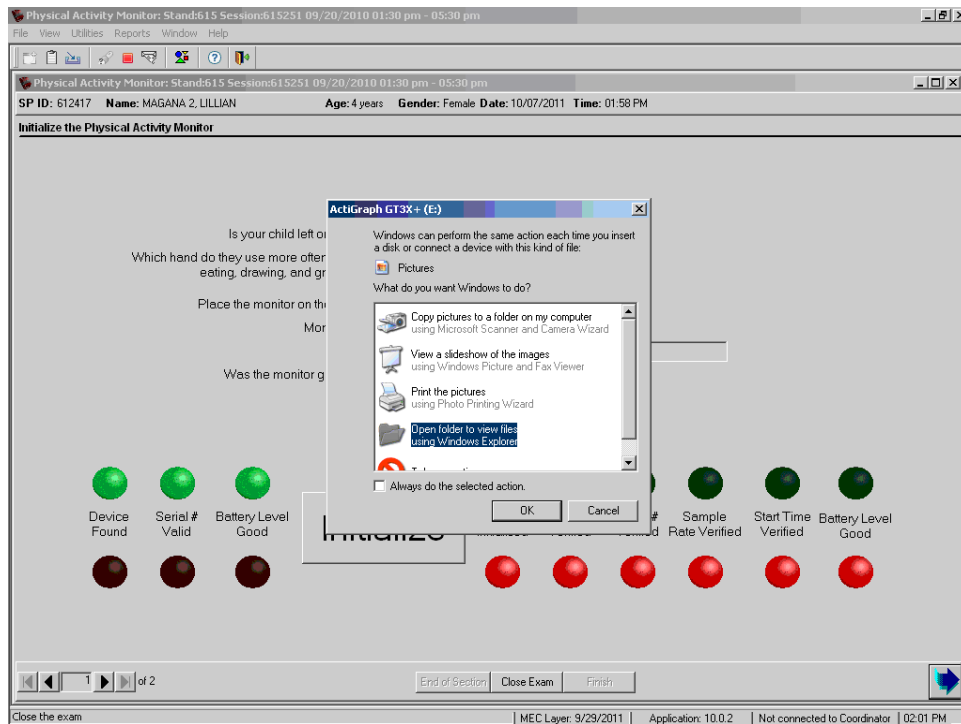 Physical Activity Monitor: Stand:615 Session:615251 09/20/2010 01:30 pm - 05:30 pm
File View Utilities Reports Window Help
Physical Activity Monitor: Stand:615 Session:615251 09/20/2010 01:30 pm - 05:30 pm
SP ID: 612417 Name: MAGANA 2, LILLIAN Age: 4 years Gender: Female Date: 10/07/2011 Time: 01:58 PM
Initialize the Physical Activity Monitor
ActiGraph GT3X+ (E:)
Windows can perform the same action each time you insert
a disk or connect a device with this kind of file:
Pictures
What do you want Windows to do?
Copy pictures to a folder on my computer
using Microsoft Scanner and Camera Wizard
View a slideshow of the images
using Windows Picture and Fax Viewer
Print the pictures
using Photo Printing Wizard
Open folder to view files
using Windows Explorer
Always do the selected action.
OK Cancel
Is your child left or
Which hand do they use more often
eating, drawing, and gr
Place the monitor on the
Mor
Was the monitor g
Device Found
Serial # Valid
Battery Level Good
Initialize
#
Sample Rate Verified
Start Time Verified
Battery Level Good
1 of 2
End of Section Close Exam Finish
Close the exam
MEC Layer: 9/29/2011 Application: 10.0.2 Not connected to Coordinator 02:01 PM